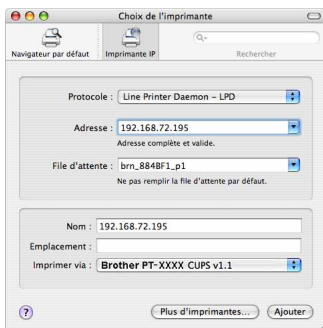 Choix de l'imprimante
Navigateur par défaut
Imprimante IP
Rechercher
Protocole : Line Printer Daemon – LPD
Adresse : 192.168.72.195
Adresse complète et valide.
File d'attente : brn_884BF1_p1
Ne pas remplir la file d'attente par défaut.
Nom : 192.168.72.195
Emplacement :
Imprimer via : Brother PT-XXXX CUPS v1.1
? Plus d'imprimantes... Ajouter